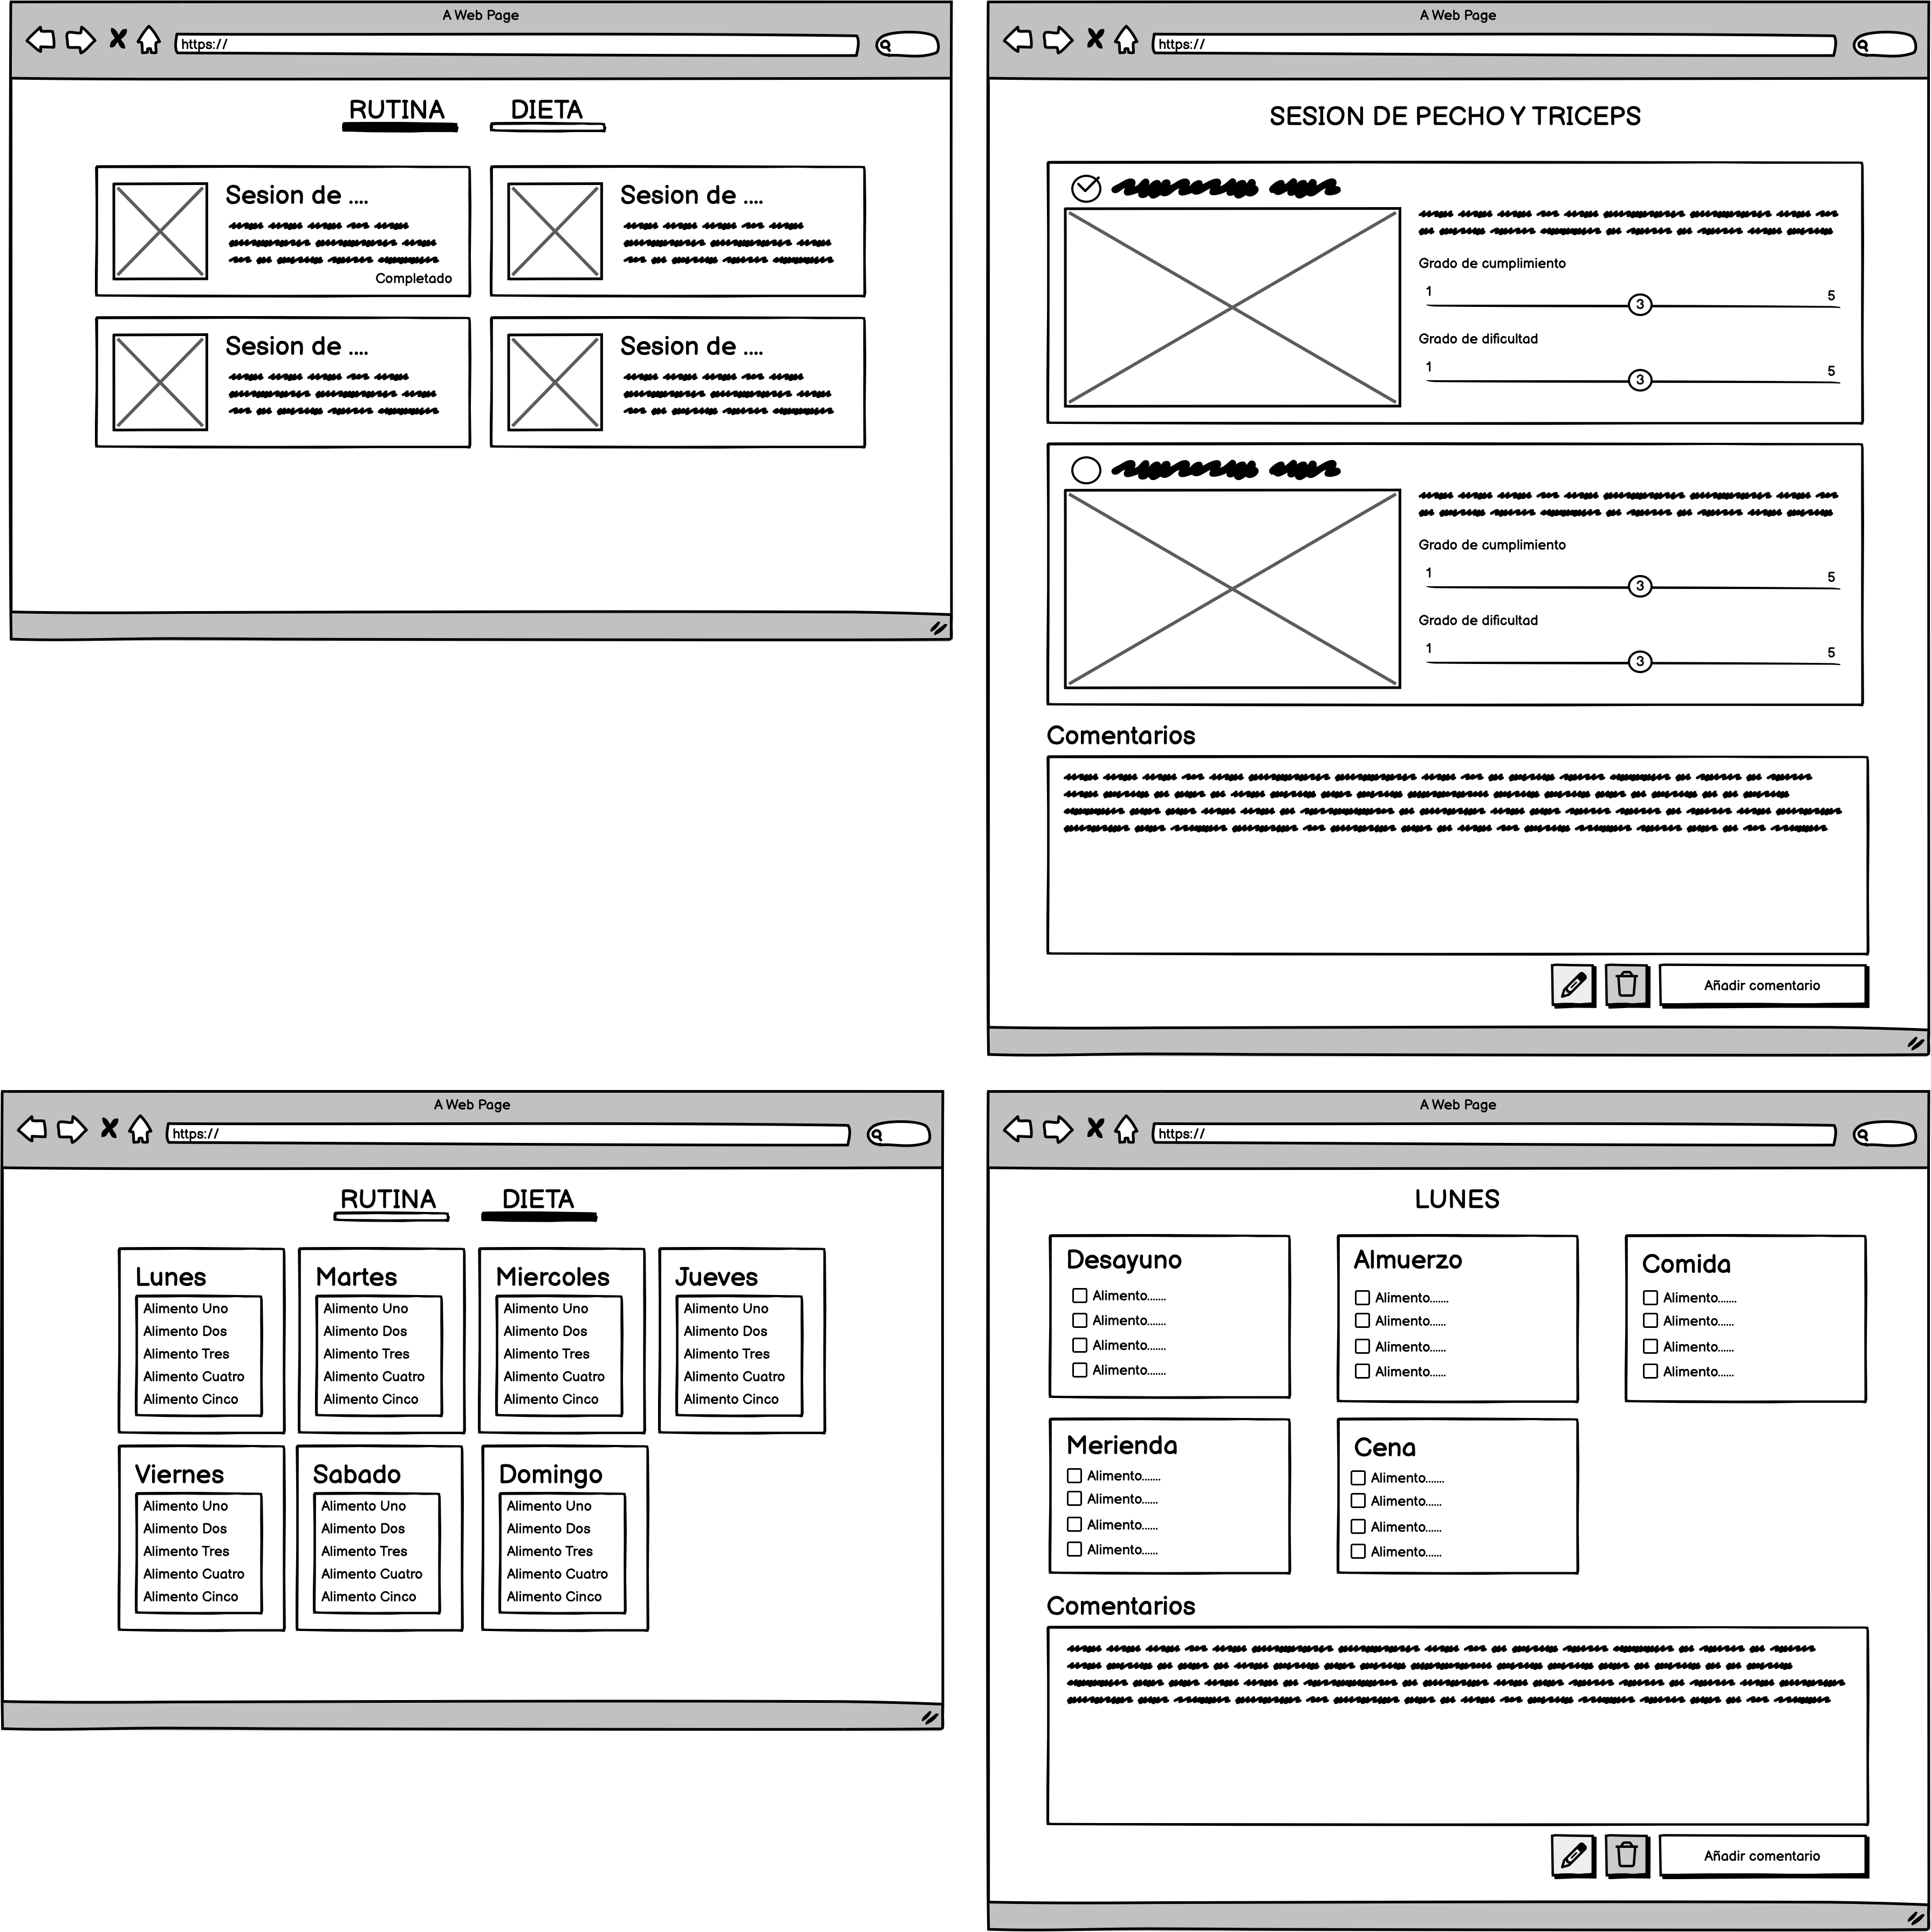 A Web Page
https://
RUTINA DIETA
Sesion de ....
Completado
Sesion de ....
Sesion de ....
Sesion de ....
A Web Page
https://
SESION DE PECHO Y TRICEPS
Grado de cumplimiento
1 3 5
Grado de dificultad
1 3 5
Grado de cumplimiento
1 3 5
Grado de dificultad
1 3 5
Comentarios
Añadir comentario
A Web Page
https://
RUTINA DIETA
Lunes
Alimento Uno
Alimento Dos
Alimento Tres
Alimento Cuatro
Alimento Cinco
Martes
Alimento Uno
Alimento Dos
Alimento Tres
Alimento Cuatro
Alimento Cinco
Miercoles
Alimento Uno
Alimento Dos
Alimento Tres
Alimento Cuatro
Alimento Cinco
Jueves
Alimento Uno
Alimento Dos
Alimento Tres
Alimento Cuatro
Alimento Cinco
Viernes
Alimento Uno
Alimento Dos
Alimento Tres
Alimento Cuatro
Alimento Cinco
Sabado
Alimento Uno
Alimento Dos
Alimento Tres
Alimento Cuatro
Alimento Cinco
Domingo
Alimento Uno
Alimento Dos
Alimento Tres
Alimento Cuatro
Alimento Cinco
A Web Page
https://
LUNES
Desayuno
Alimento.......
Alimento.......
Alimento.......
Alimento.......
Almuerzo
Alimento.......
Alimento......
Alimento......
Alimento......
Comida
Alimento.......
Alimento......
Alimento......
Alimento......
Merienda
Alimento.......
Alimento......
Alimento......
Alimento......
Cena
Alimento.......
Alimento......
Alimento......
Alimento......
Comentarios
Añadir comentario